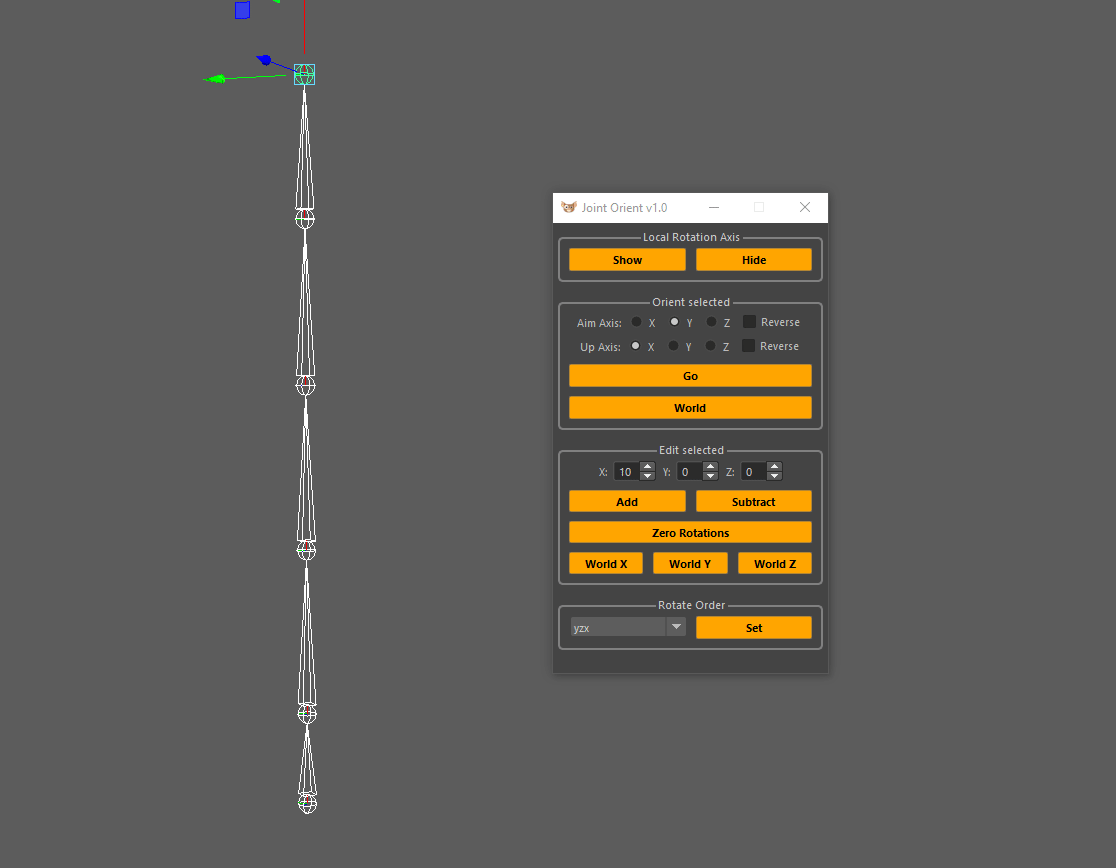 Joint Orient v1.0
Local Rotation Axis
Show Hide
Orient selected
Aim Axis: X Y Z Reverse
Up Axis: X Y Z Reverse
Go
World
Edit selected
X: 10 Y: 0 Z: 0
Add Subtract
Zero Rotations
World X World Y World Z
Rotate Order
yzx Set